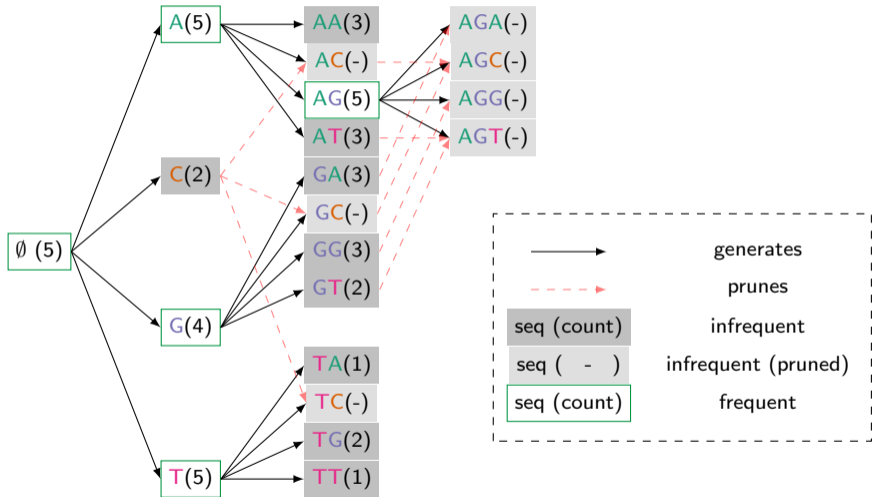 A(5)
C(2)
∅ (5)
G(4)
T(5)
AA(3)
AC(-)
AG(5)
AT(3)
GA(3)
GC(-)
GG(3)
GT(2)
TA(1)
TC(-)
TG(2)
TT(1)
AGA(-)
AGC(-)
AGG(-)
AGT(-)
generates
prunes
seq (count) infrequent
seq ( - ) infrequent (pruned)
seq (count) frequent